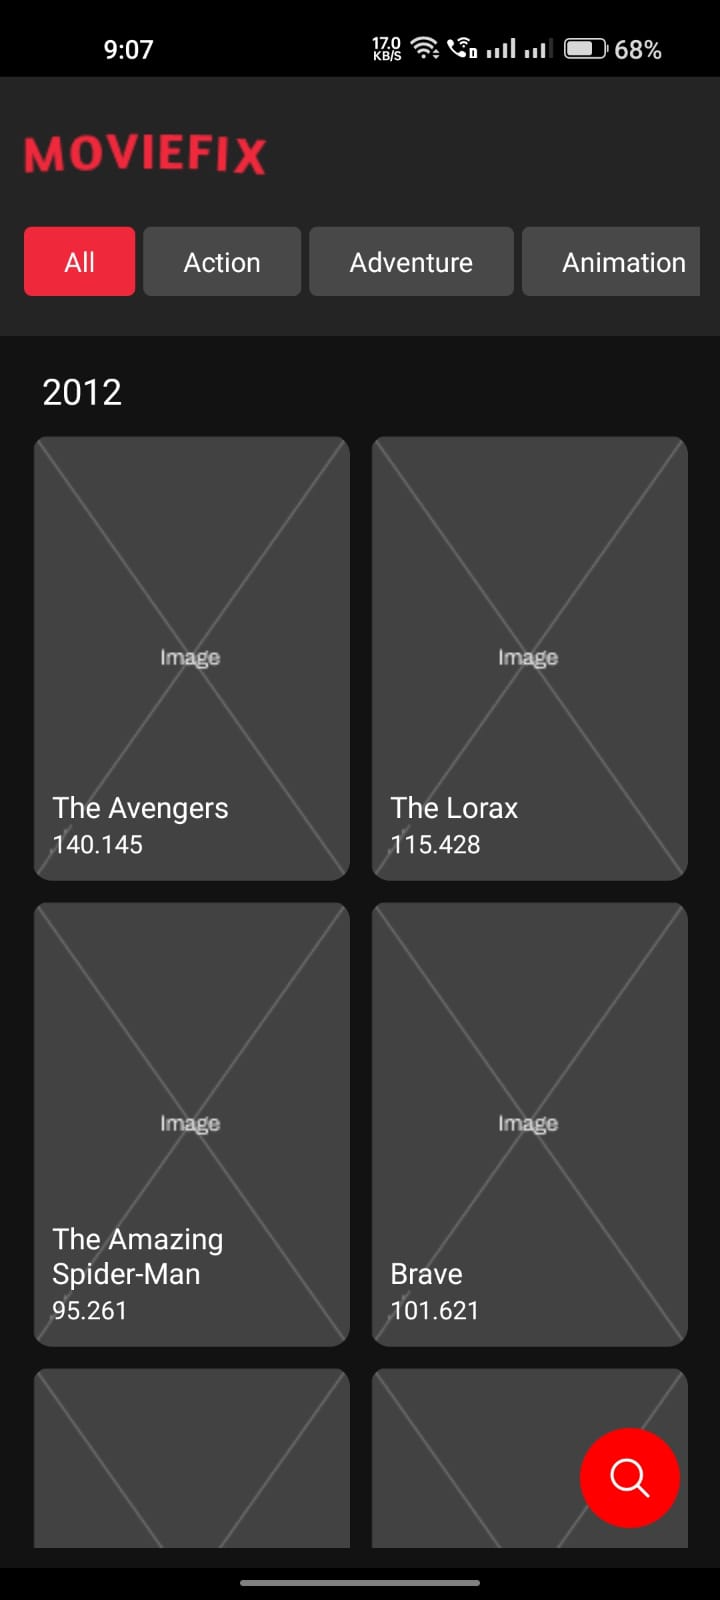 9:07
17.0
KB/S
68%
MOVIEFIX
All
Action
Adventure
Animation
2012
Image
Image
The Avengers
140.145
The Lorax
115.428
Image
Image
The Amazing
Spider-Man
95.261
Brave
101.621